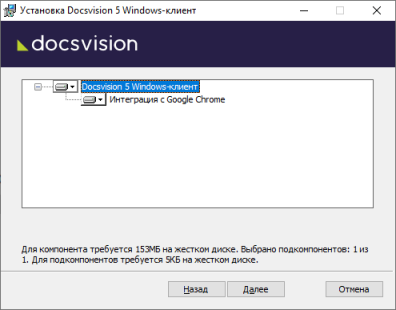 Установка Docsvision 5 Windows-клиент
docsvision
Docsvision 5 Windows-клиент
Интеграция с Google Chrome
Для компонента требуется 153МБ на жестком диске. Выбрано подкомпонентов: 1 из
1. Для подкомпонентов требуется 5КБ на жестком диске.
Назад Далее Отмена